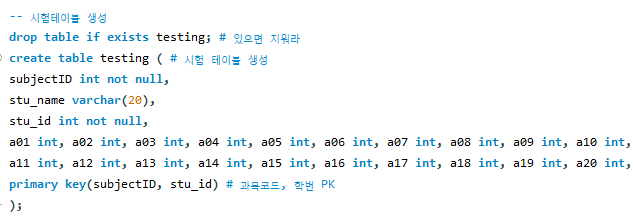 -- 시험테이블 생성
drop table if exists testing; # 있으면 지워라
create table testing ( # 시험 테이블 생성
subjectID int not null,
stu_name varchar(20),
stu_id int not null,
a01 int, a02 int, a03 int, a04 int, a05 int, a06 int, a07 int, a08 int, a09 int, a10 int,
a11 int, a12 int, a13 int, a14 int, a15 int, a16 int, a17 int, a18 int, a19 int, a20 int,
primary key(subjectID, stu_id) # 과목코드, 학번 PK
);